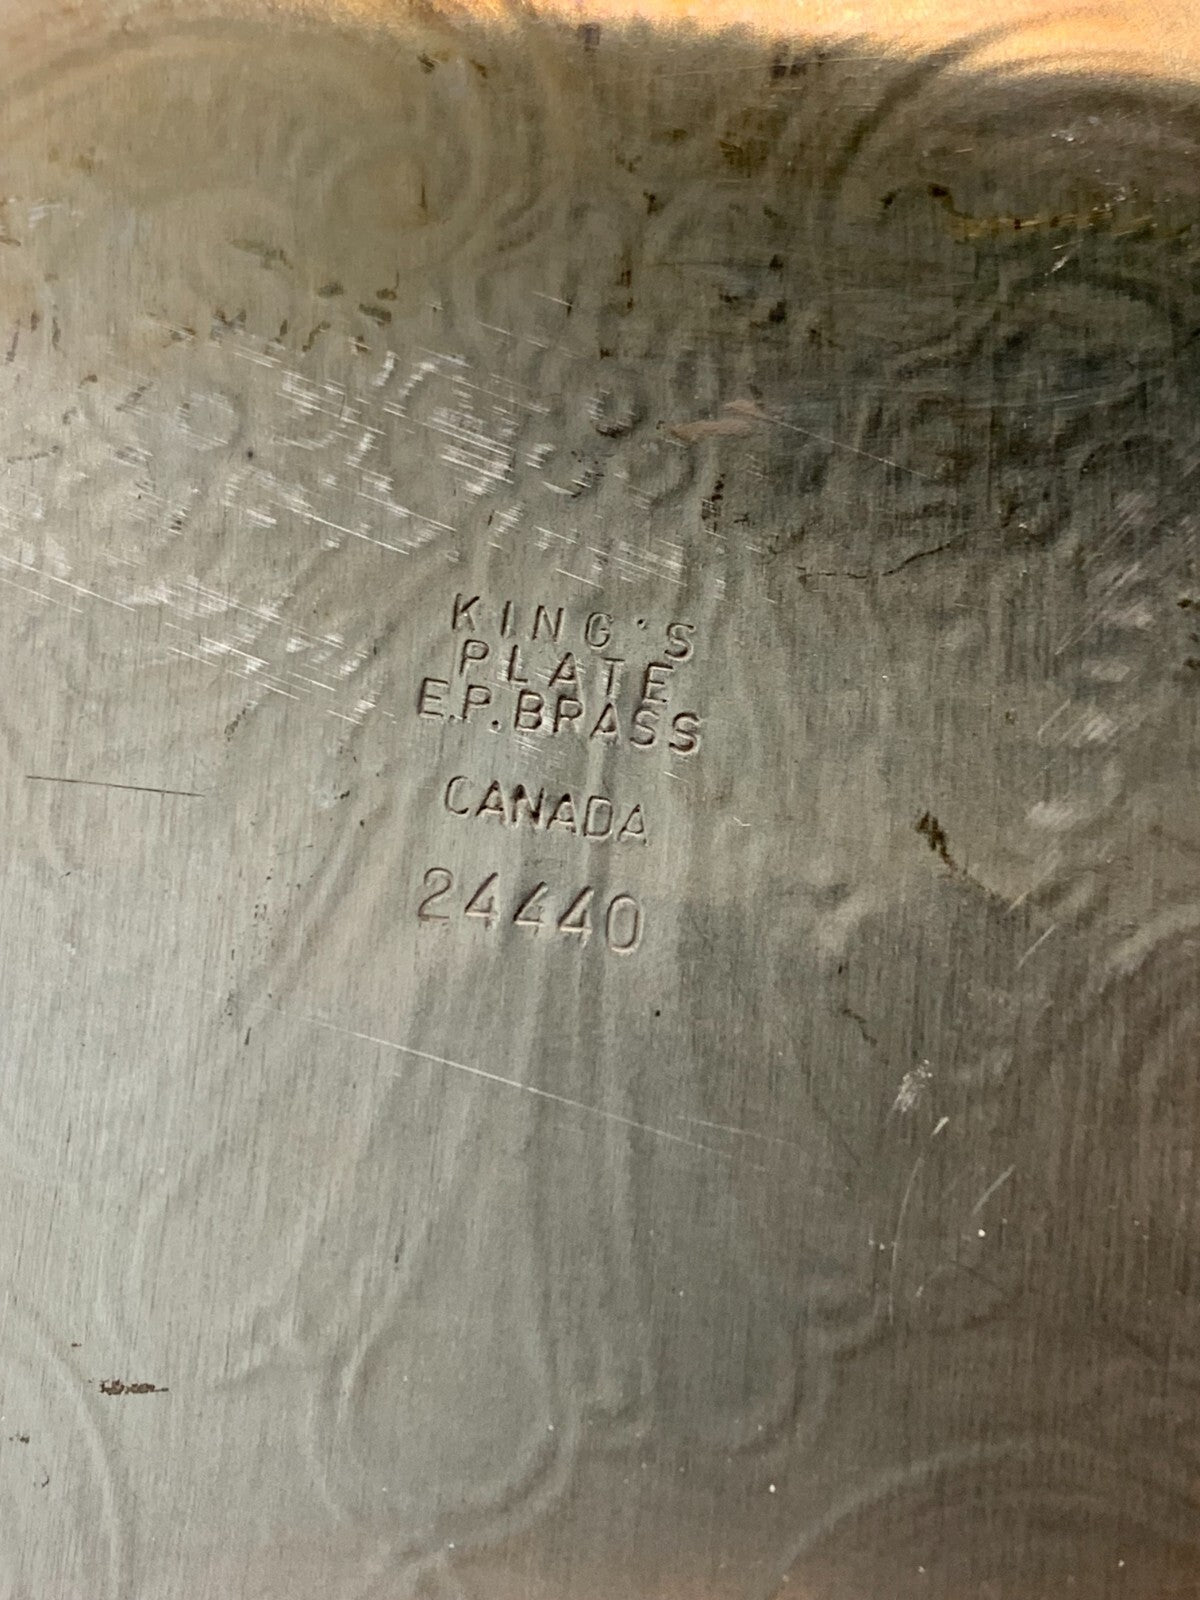 KING'S
PLATE
E.P. BRASS
CANADA
24440